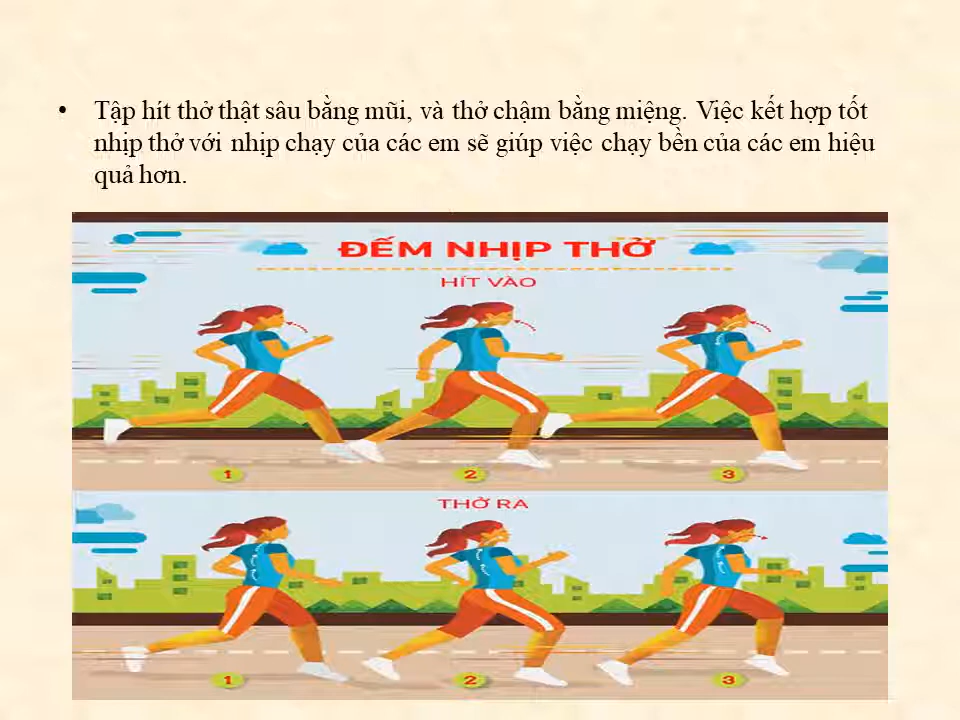 • Tập hít thở thật sâu bằng mũi, và thở chậm bằng miệng. Việc kết hợp tốt
nhịp thở với nhịp chạy của các em sẽ giúp việc chạy bền của các em hiệu
quả hơn.
ĐẾM NHỊP THỞ
HÍT VÀO
1 2 3
THỞ RA
1 2 3